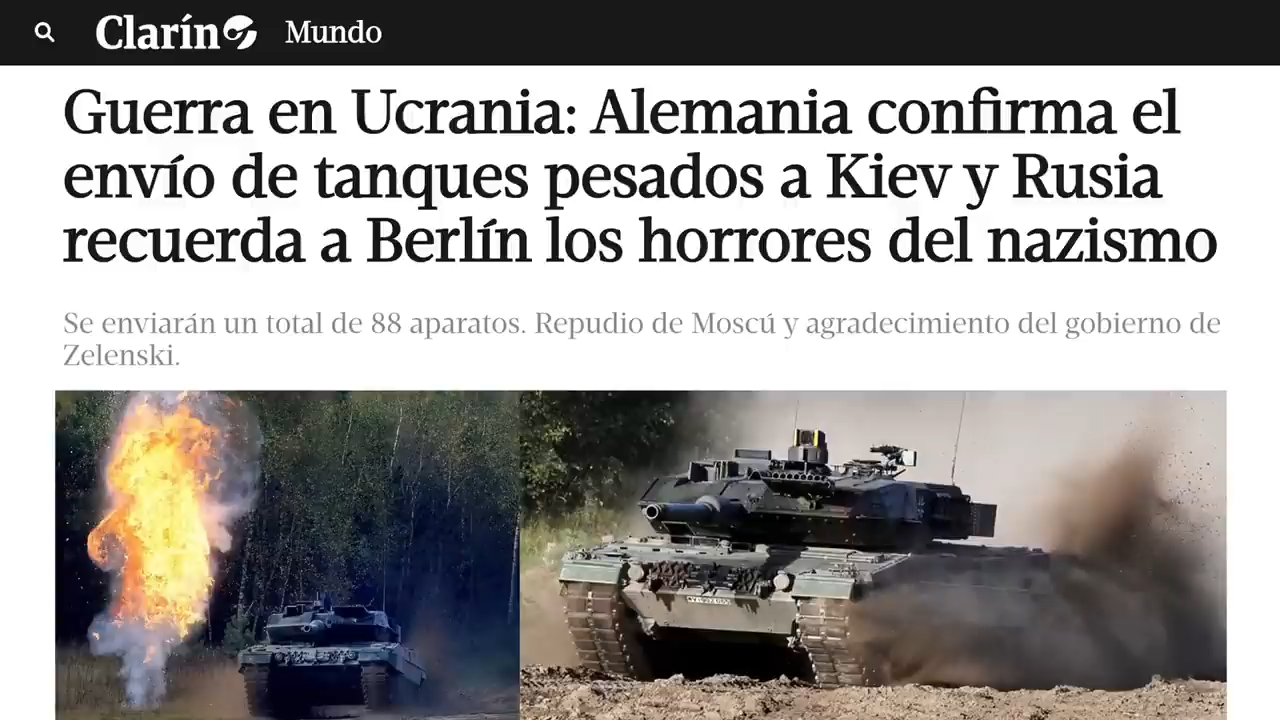 Clarín Mundo
Guerra en Ucrania: Alemania confirma el
envío de tanques pesados a Kiev y Rusia
recuerda a Berlín los horrores del nazismo
Se enviarán un total de 88 aparatos. Repudio de Moscú y agradecimiento del gobierno de
Zelenski.